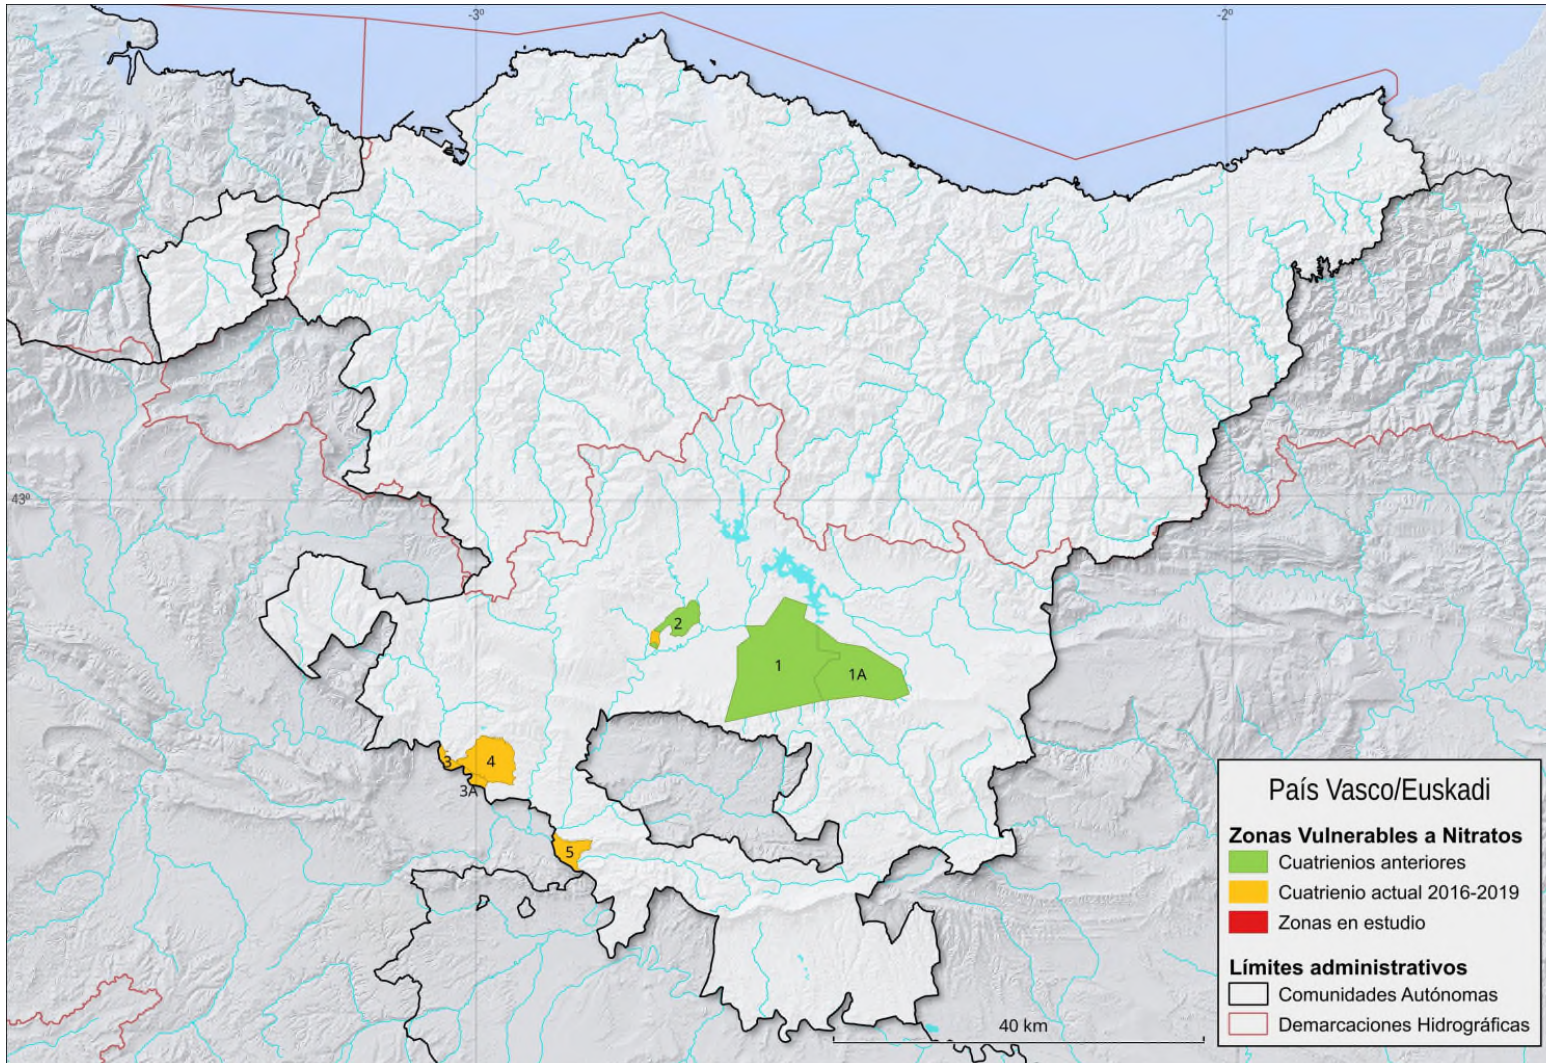 -3º
-2º
43º
2
1
1A
3
4
3A
5
País Vasco/Euskadi
Zonas Vulnerables a Nitratos
Cuatrienios anteriores
Cuatrienio actual 2016-2019
Zonas en estudio
Límites administrativos
Comunidades Autónomas
Demarcaciones Hidrográficas
40 km